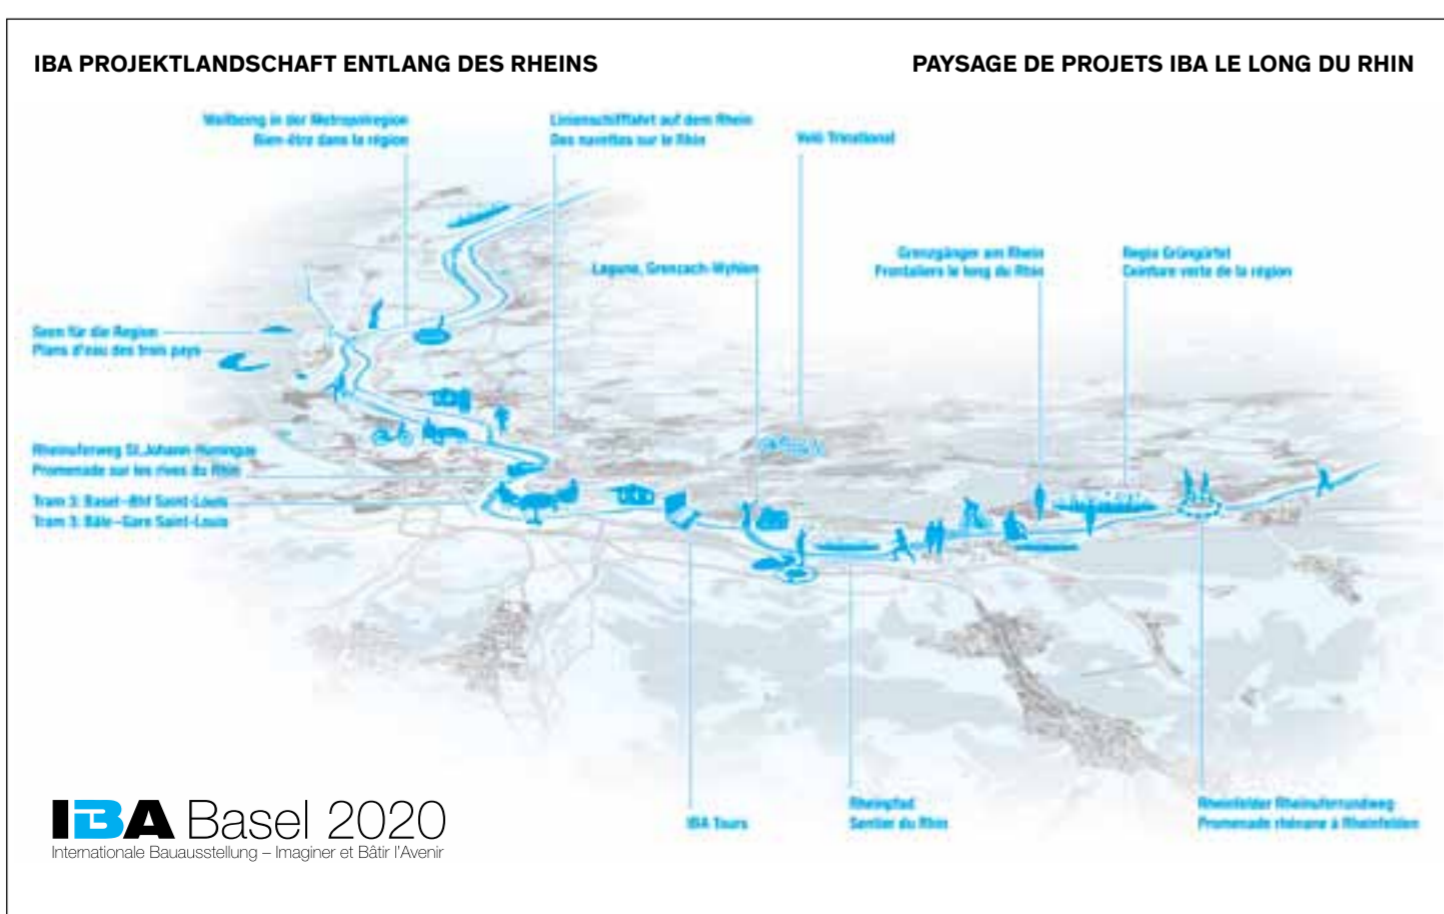 IBA PROJEKTLANDSCHAFT ENTLANG DES RHEINS
PAYSAGE DE PROJETS IBA LE LONG DU RHIN
Wellbeing in der Metropolregion
Bien-être dans la région
Linienschifffahrt auf dem Rhein
Des navettes sur le Rhin
Velö Trinational
Lagune, Grenzach-Wyhlen
Grenzgänger am Rhein
Frontaliers le long du Rhin
Regio Grüngürtel
Ceinture verte de la région
Seen für die Region
Plans d'eau des trois pays
Rheinuferweg St.Johann-Huningue
Promenade sur les rives du Rhin
Tram 3: Basel–Bhf Saint-Louis
Tram 3: Bâle–Gare Saint-Louis
IBA Tours
Rheinpfad
Sentier du Rhin
Rheinfelder Rheinuferrundweg
Promenade rhénane à Rheinfelden
IBA Basel 2020
Internationale Bauausstellung – Imaginer et Bâtir l'Avenir